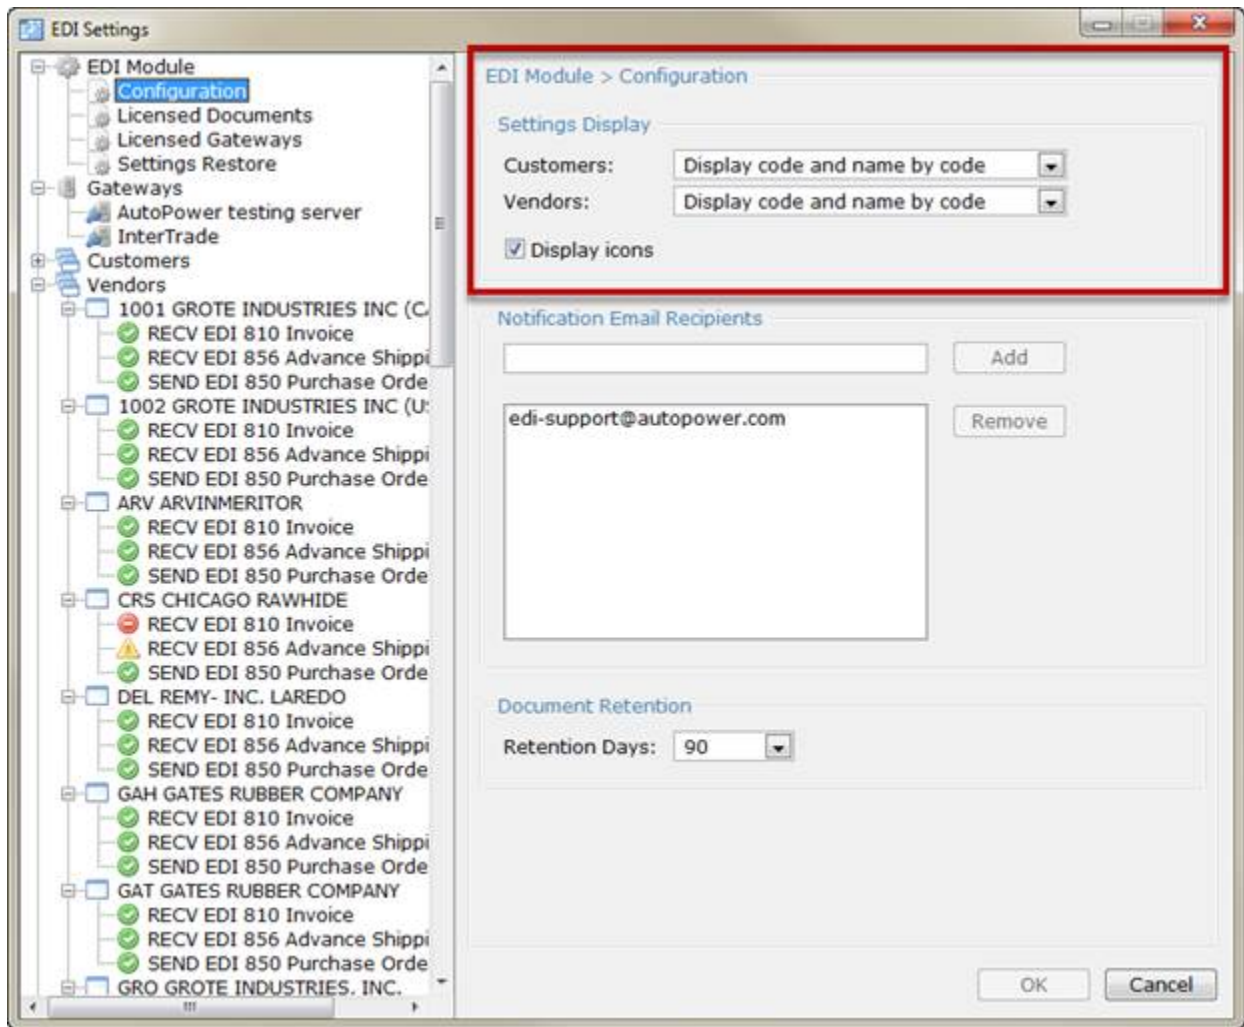 EDI Settings
EDI Module
Configuration
Licensed Documents
Licensed Gateways
Settings Restore
Gateways
AutoPower testing server
InterTrade
Customers
Vendors
1001 GROTE INDUSTRIES INC (CA
RECV EDI 810 Invoice
RECV EDI 856 Advance Shippi
SEND EDI 850 Purchase Orde
1002 GROTE INDUSTRIES INC (US
RECV EDI 810 Invoice
RECV EDI 856 Advance Shippi
SEND EDI 850 Purchase Orde
ARV ARVINMERITOR
RECV EDI 810 Invoice
RECV EDI 856 Advance Shippi
SEND EDI 850 Purchase Orde
CRS CHICAGO RAWHIDE
RECV EDI 810 Invoice
RECV EDI 856 Advance Shippi
SEND EDI 850 Purchase Orde
DEL REMY- INC. LAREDO
RECV EDI 810 Invoice
RECV EDI 856 Advance Shippi
SEND EDI 850 Purchase Orde
GAH GATES RUBBER COMPANY
RECV EDI 810 Invoice
RECV EDI 856 Advance Shippi
SEND EDI 850 Purchase Orde
GAT GATES RUBBER COMPANY
RECV EDI 810 Invoice
RECV EDI 856 Advance Shippi
SEND EDI 850 Purchase Orde
GRO GROTE INDUSTRIES. INC.
EDI Module > Configuration
Settings Display
Customers: Display code and name by code
Vendors: Display code and name by code
Display icons
Notification Email Recipients
Add
edi-support@autopower.com
Remove
Document Retention
Retention Days: 90
OK Cancel